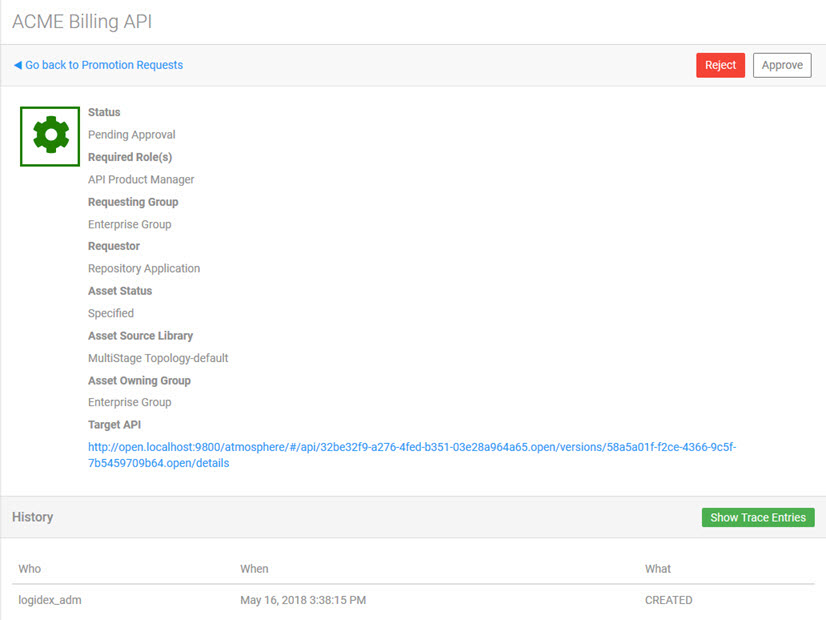 ACME Billing API
Go back to Promotion Requests
Reject
Approve
Status
Pending Approval
Required Role(s)
API Product Manager
Requesting Group
Enterprise Group
Requestor
Repository Application
Asset Status
Specified
Asset Source Library
MultiStage Topology-default
Asset Owning Group
Enterprise Group
Target API
http://open.localhost:9800/atmosphere/#/api/32be32f9-a276-4fed-b351-03e28a964a65.open/versions/58a5a01f-f2ce-4366-9c5f-
7b5459709b64.open/details
History
Show Trace Entries
Who When What
logidex_adm May 16, 2018 3:38:15 PM CREATED